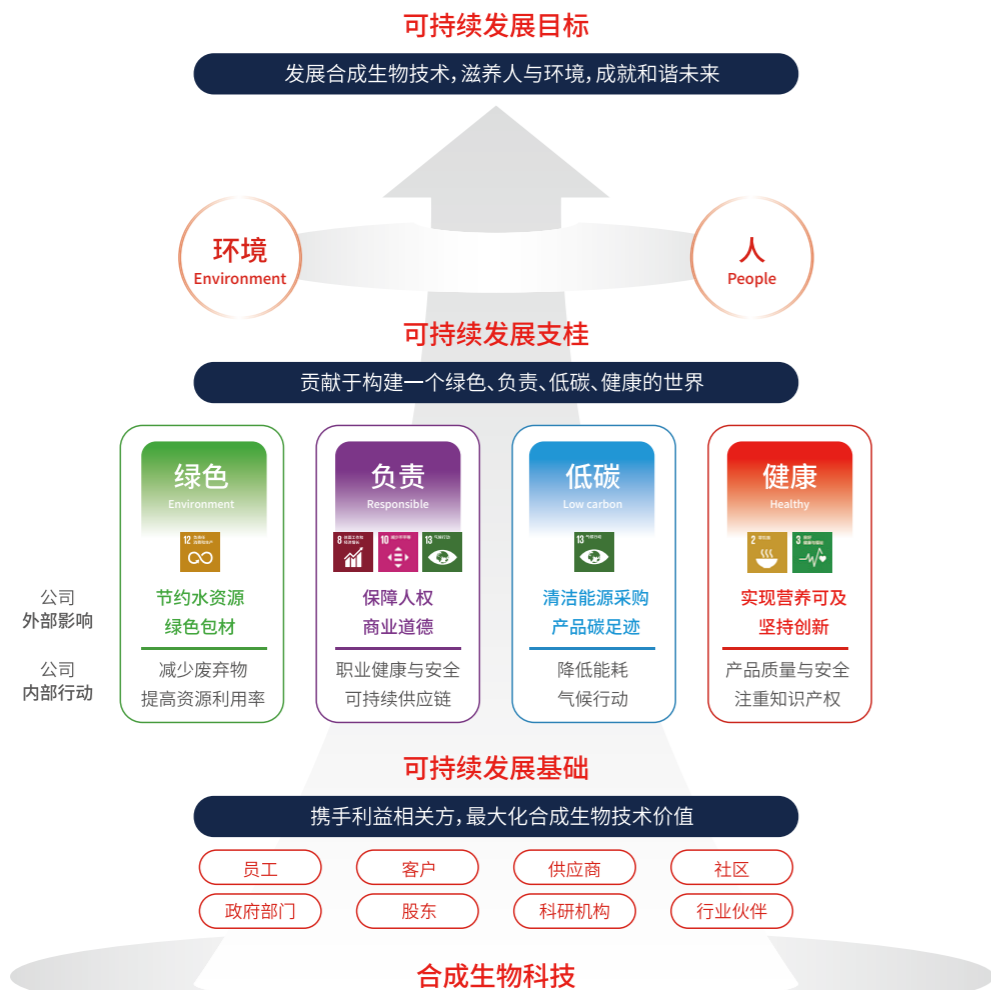 可持续发展目标
发展合成生物技术，滋养人与环境，成就和谐未来
环境
Environment
人
People
可持续发展支柱
贡献于构建一个绿色、负责、低碳、健康的世界
绿色
Environment
负责
Responsible
低碳
Low carbon
健康
Healthy
12
8
10
13
13
2
3
公司
外部影响
节约水资源
绿色包材
保障人权
商业道德
清洁能源采购
产品碳足迹
实现营养可及
坚持创新
公司
内部行动
减少废弃物
提高资源利用率
职业健康与安全
可持续供应链
降低能耗
气候行动
产品质量与安全
注重知识产权
可持续发展基础
携手利益相关方，最大化合成生物技术价值
员工
客户
供应商
社区
政府部门
股东
科研机构
行业伙伴
合成生物科技